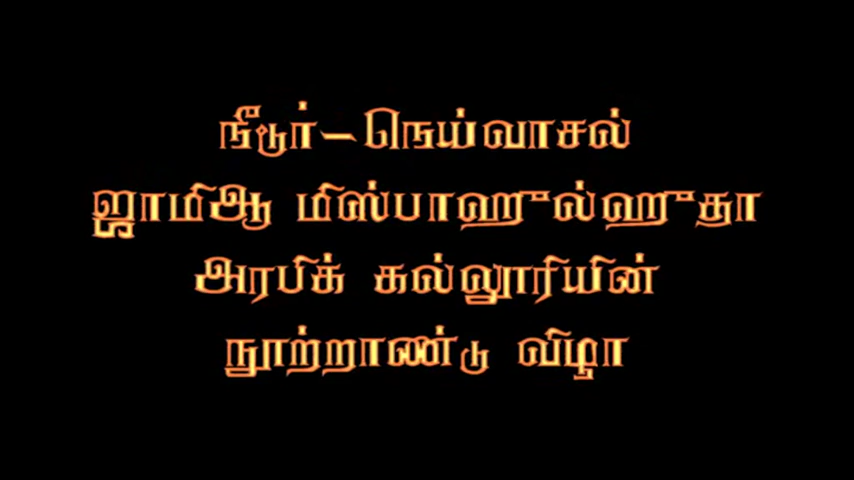 நீடூர்-நெய்வாசல்
ஜாமிஆ மிஸ்பாஹுல்ஹுதா
அரபிக் கல்லூரியின்
நூற்றாண்டு விழா